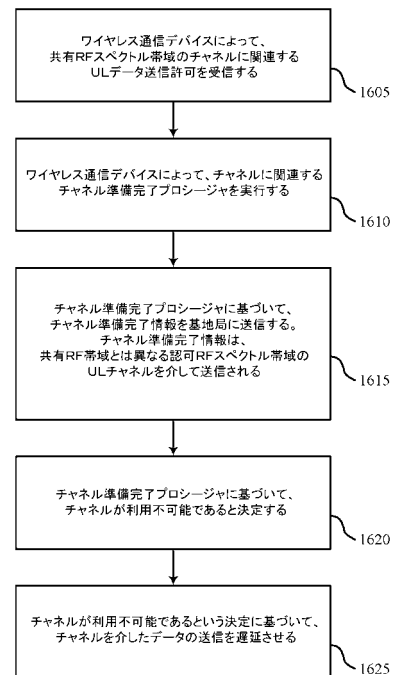 ワイヤレス通信デバイスによって、
共有RFスペクトル帯域のチャネルに関連する
ULデータ送信許可を受信する
1605
ワイヤレス通信デバイスによって、チャネルに関連する
チャネル準備完了プロシージャを実行する
1610
チャネル準備完了プロシージャに基づいて、
チャネル準備完了情報を基地局に送信する。
チャネル準備完了情報は、
共有RF帯域とは異なる認可RFスペクトル帯域の
ULチャネルを介して送信される
1615
チャネル準備完了プロシージャに基づいて、
チャネルが利用不可能であると決定する
1620
チャネルが利用不可能であるという決定に基づいて、
チャネルを介したデータの送信を遅延させる
1625